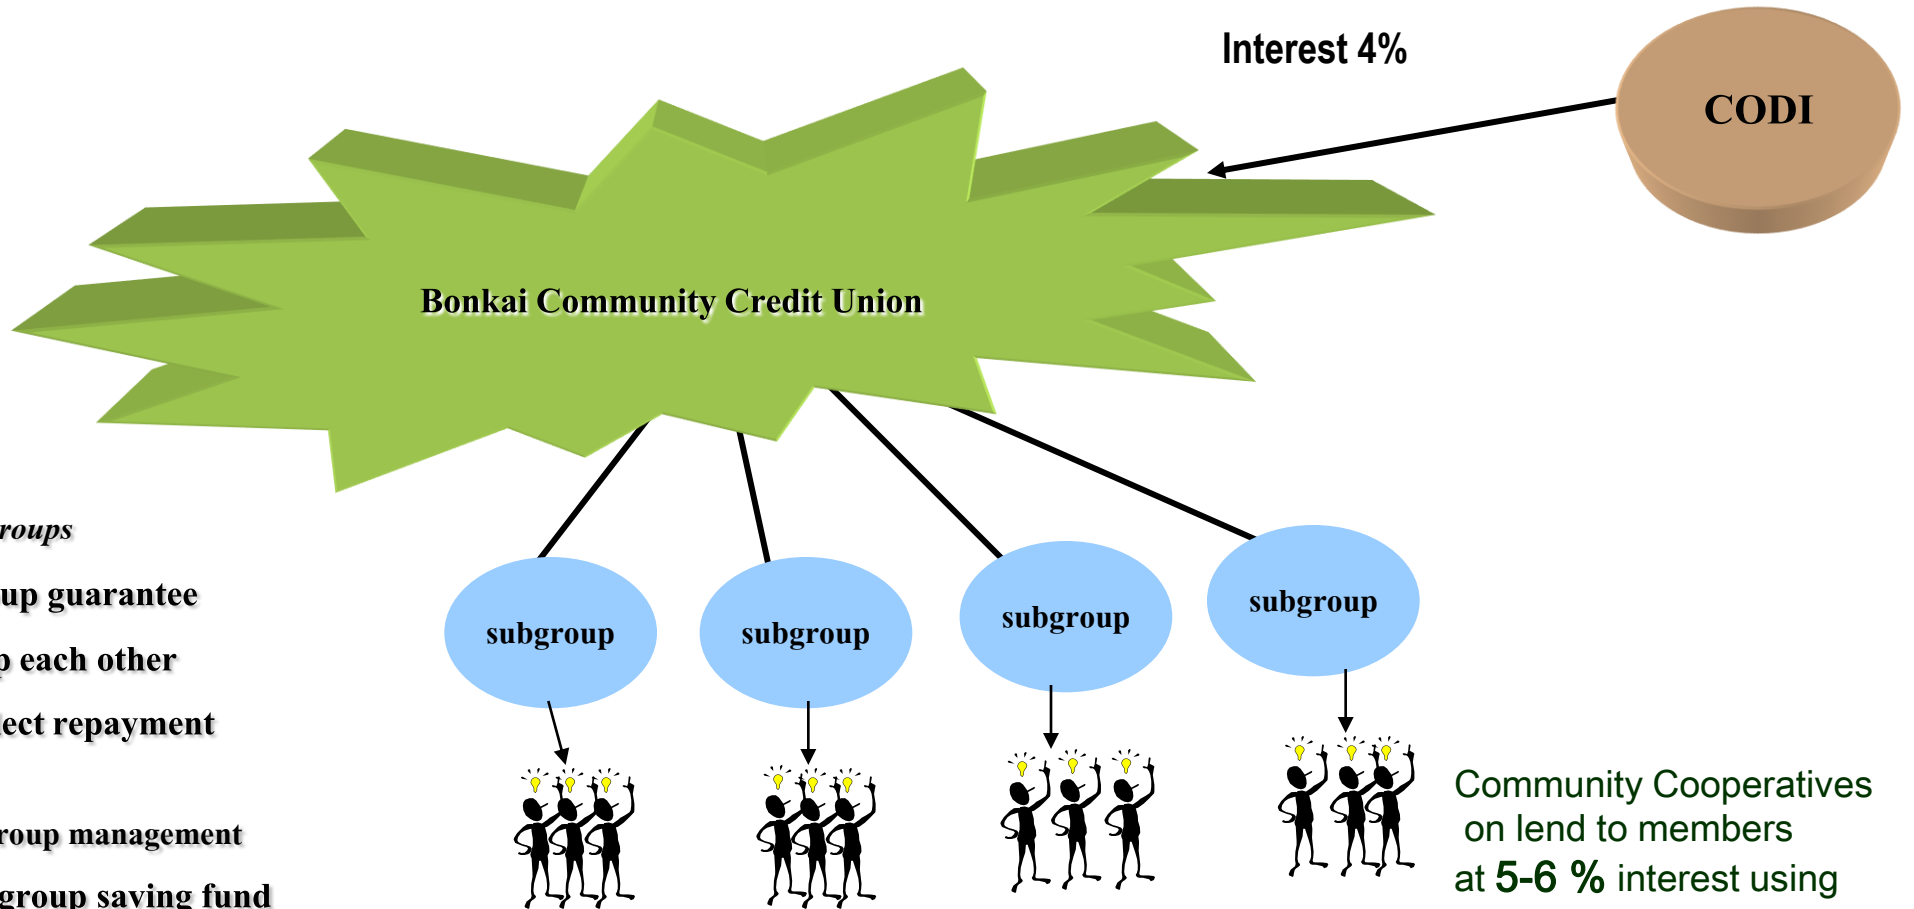 Interest 4%
CODI
Bonkai Community Credit Union
roups
up guarantee
p each other
lect repayment
roup management
group saving fund
subgroup
subgroup
subgroup
subgroup
Community Cooperatives
on lend to members
at 5-6 % interest using